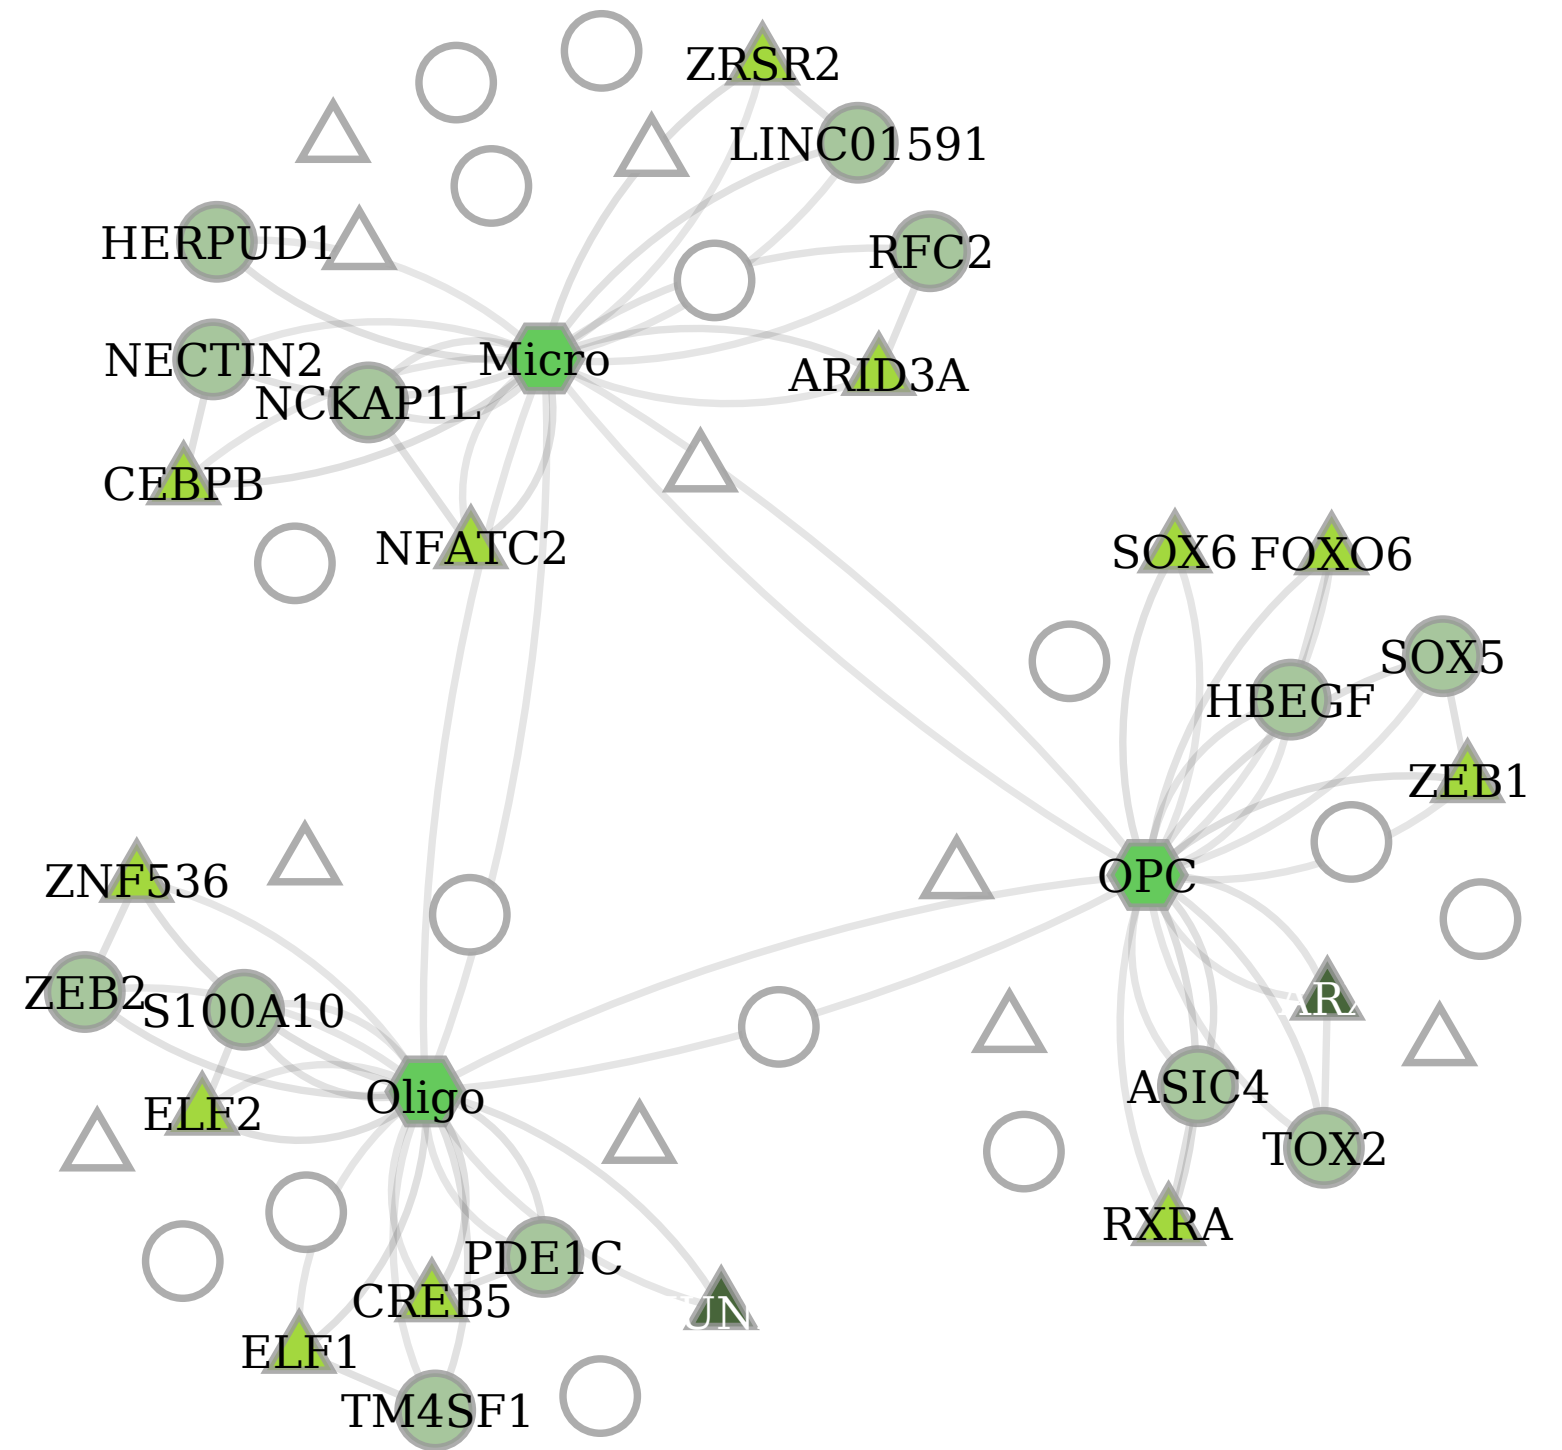 ZRSR2
LINC01591
HERPUD1
RFC2
NECTIN2
Micro
ARID3A
NCKAP1L
CEBPB
NFATC2
SOX6
FOXO6
SOX5
HBEGF
ZEB1
OPC
ZNF536
ZEB2
S100A10
Oligo
ELF2
ASIC4
TOX2
RXRA
PDE1C
CREB5
ELF1
TM4SF1